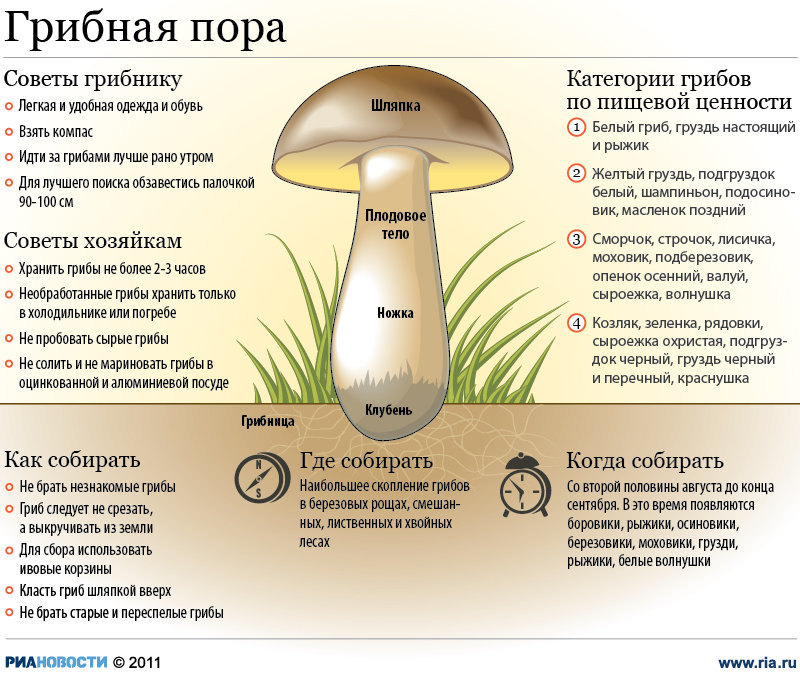 Грибная пора
Советы грибнику
Легкая и удобная одежда и обувь
Взять компас
Идти за грибами лучше рано утром
Для лучшего поиска обзавестись палочкой
90-100 см
Советы хозяйкам
Хранить грибы не более 2-3 часов
Необработанные грибы хранить только
в холодильнике или погребе
Не пробовать сырые грибы
Не солить и не мариновать грибы в
оцинкованной и алюминиевой посуде
Шляпка
Плодовое
тело
Ножка
Клубень
Грибница
Категории грибов
по пищевой ценности
1 Белый гриб, груздь настоящий
и рыжик
2 Желтый груздь, подгруздок
белый, шампиньон, подосино-
вик, масленок поздний
3 Сморчок, строчок, лисичка,
моховик, подберезовик,
опенок осенний, валуй,
сыроежка, волнушка
4 Козляк, зеленка, рядовки,
сыроежка охристая, подгруз-
док черный, груздь черный
и перечный, краснушка
Как собирать
Не брать незнакомые грибы
Гриб следует не срезать,
а выкручивать из земли
Для сбора использовать
ивовые корзины
Класть гриб шляпкой вверх
Не брать старые и переспелые грибы
N
S
Где собирать
Наибольшее скопление грибов
в березовых рощах, смешан-
ных, лиственных и хвойных
лесах
Когда собирать
Со второй половины августа до конца
сентября. В это время появляются
боровики, рыжики, осиновики,
березовики, моховики, грузди,
рыжики, белые волнушки
РИАНОВОСТИ © 2011
www.ria.ru